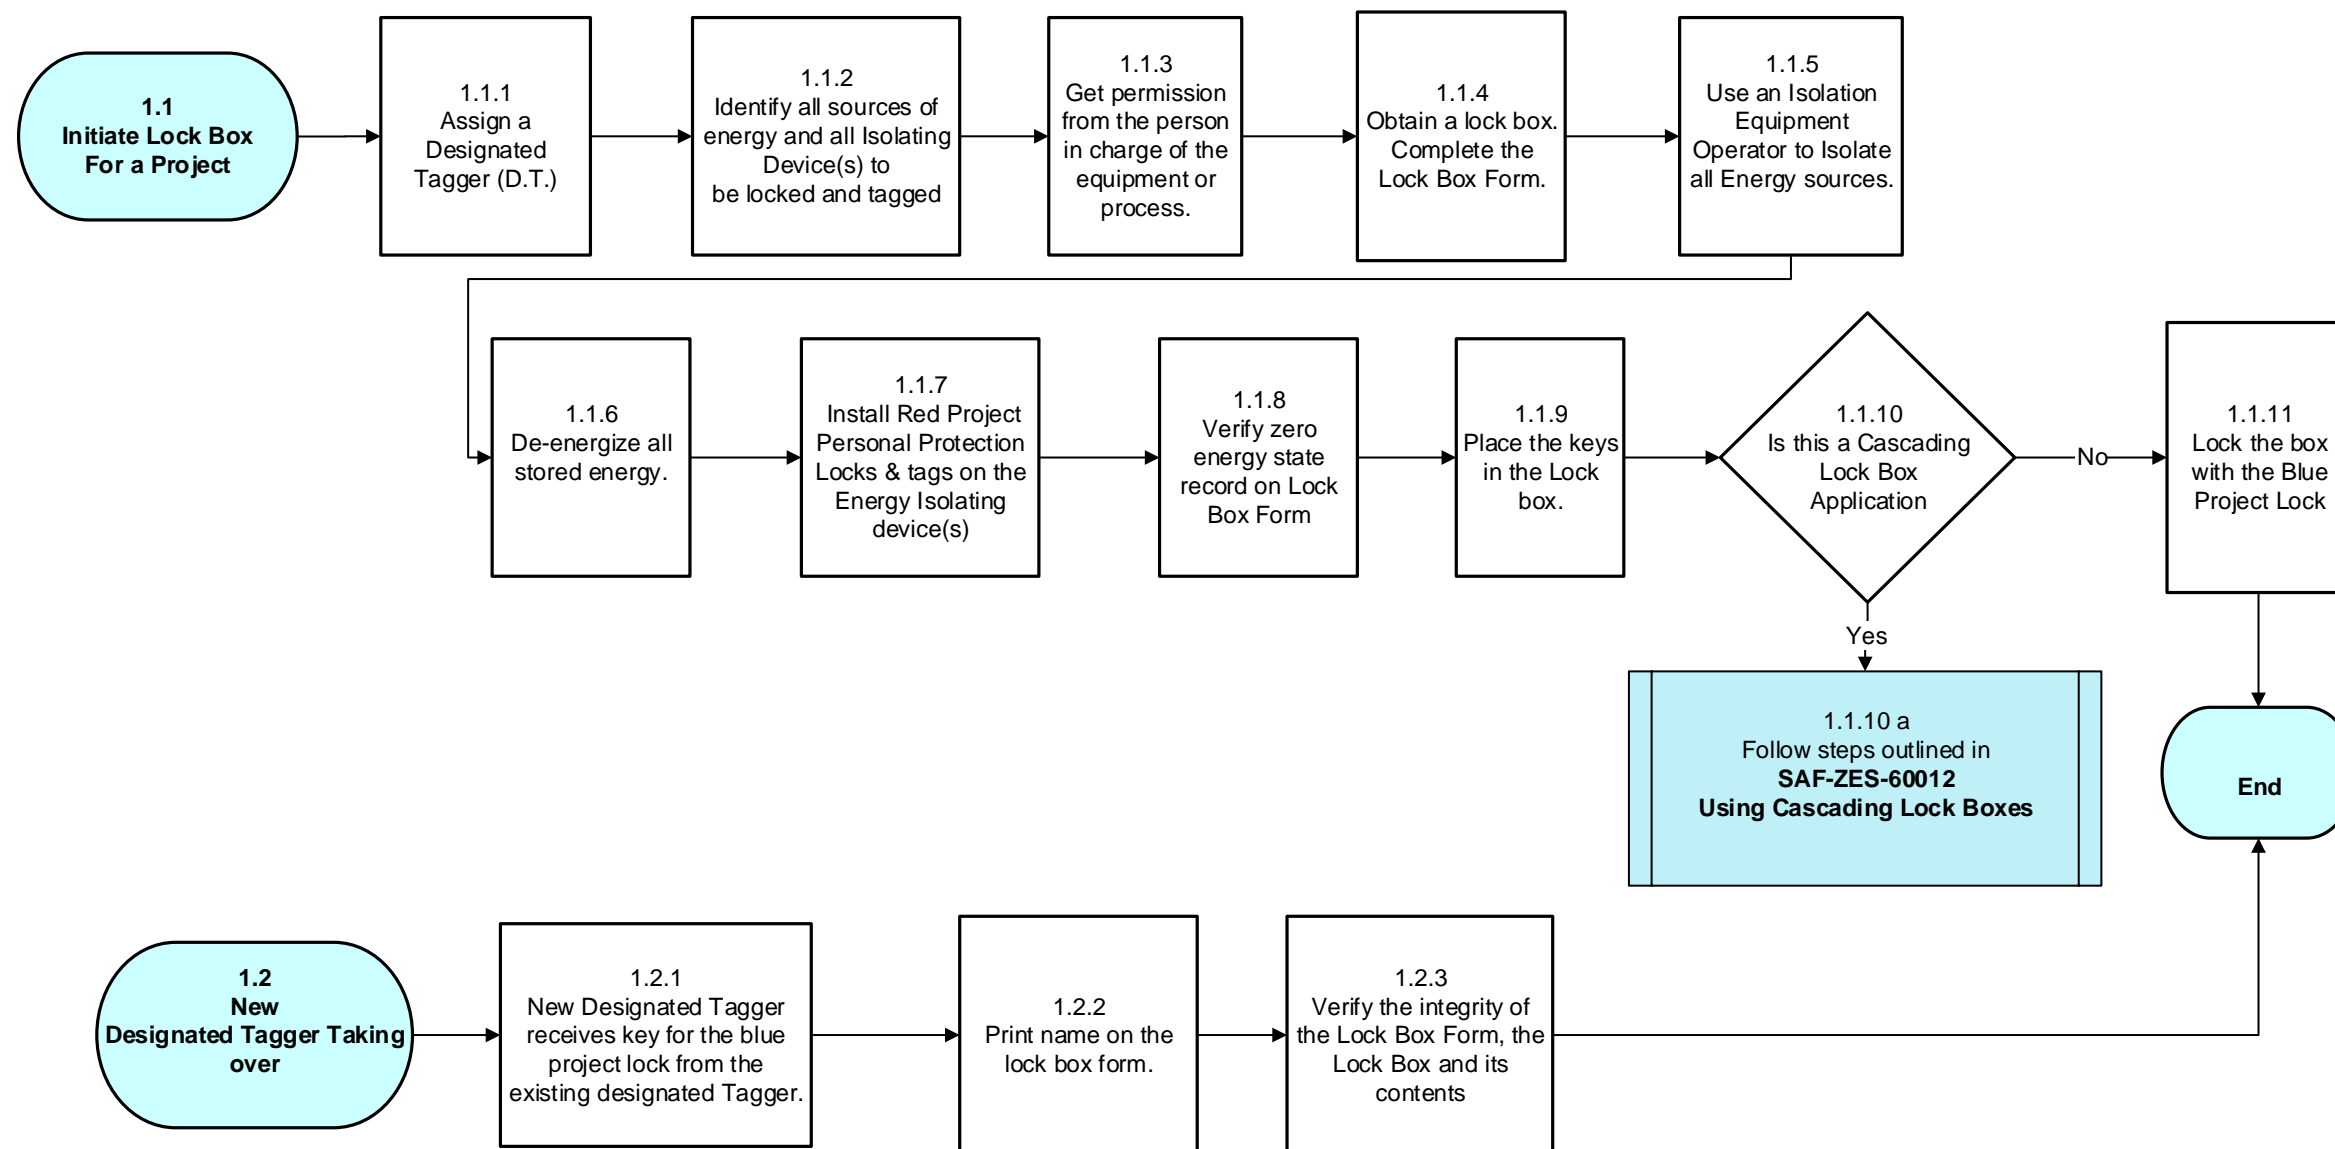 1.1
Initiate Lock Box
For a Project
1.1.1
Assign a
Designated
Tagger (D.T.)
1.1.2
Identify all sources of
energy and all Isolating
Device(s) to
be locked and tagged
1.1.3
Get permission
from the person
in charge of the
equipment or
process.
1.1.4
Obtain a lock box.
Complete the
Lock Box Form.
1.1.5
Use an Isolation
Equipment
Operator to Isolate
all Energy sources.
1.1.6
De-energize all
stored energy.
1.1.7
Install Red Project
Personal Protection
Locks & tags on the
Energy Isolating
device(s)
1.1.8
Verify zero
energy state
record on Lock
Box Form
1.1.9
Place the keys
in the Lock
box.
1.1.10
Is this a Cascading
Lock Box
Application
No
1.1.11
Lock the box
with the Blue
Project Lock
Yes
1.1.10 a
Follow steps outlined in
SAF-ZES-60012
Using Cascading Lock Boxes
End
1.2
New
Designated Tagger Taking
over
1.2.1
New Designated Tagger
receives key for the blue
project lock from the
existing designated Tagger.
1.2.2
Print name on the
lock box form.
1.2.3
Verify the integrity of
the Lock Box Form, the
Lock Box and its
contents